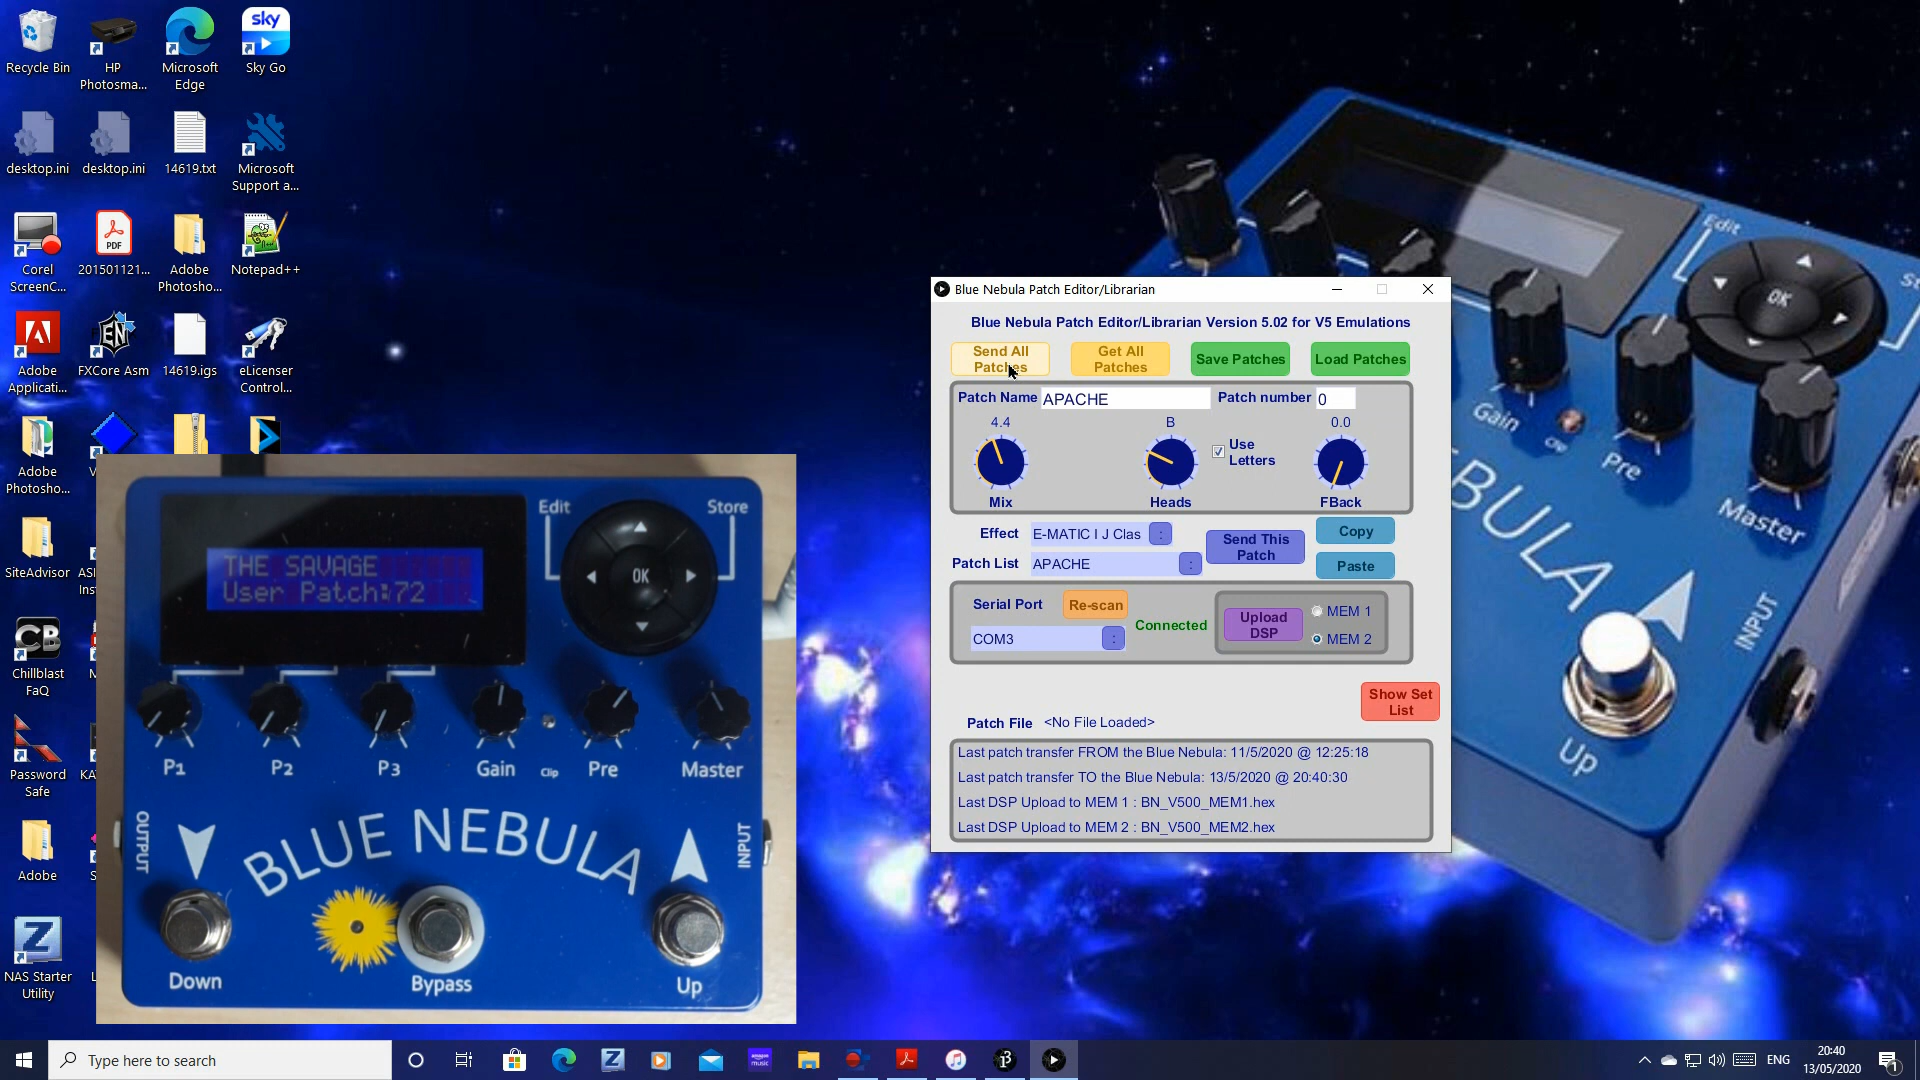 Recycle Bin
HP
Photosma...
Microsoft
Edge
sky
Sky Go
desktop.ini
desktop.ini
14619.txt
Microsoft
Support a...
Corel
ScreenC...
PDF
201501121...
Adobe
Photosho...
Notepad++
Adobe
Applicati...
FXCore Asm
14619.igs
eLicenser
Control...
Adobe
Photosho...
SiteAdvisor
Chillblast
FaQ
Password
Safe
Adobe
NAS Starter
Utility
THE SAVAGE
User Patch:72
Edit
Store
OK
P1
P2
P3
Gain
Clip
Pre
Master
OUTPUT
INPUT
BLUE NEBULA
Down
Bypass
Up
Blue Nebula Patch Editor/Librarian
Blue Nebula Patch Editor/Librarian Version 5.02 for V5 Emulations
Send All
Patches
Get All
Patches
Save Patches
Load Patches
Patch Name APACHE
Patch number 0
4.4
B
0.0
Use
Letters
Mix
Heads
FBack
Effect
E-MATIC I J Clas
:
Send This
Patch
Copy
Patch List
APACHE
:
Paste
Serial Port
Re-scan
COM3
:
Connected
Upload
DSP
MEM 1
MEM 2
Show Set
List
Patch File <No File Loaded>
Last patch transfer FROM the Blue Nebula: 11/5/2020 @ 12:25:18
Last patch transfer TO the Blue Nebula: 13/5/2020 @ 20:40:30
Last DSP Upload to MEM 1 : BN_V500_MEM1.hex
Last DSP Upload to MEM 2 : BN_V500_MEM2.hex
Edit
OK
Gain
Clip
Pre
Master
INPUT
Up
Type here to search
amazon
music
ENG
20:40
13/05/2020
1